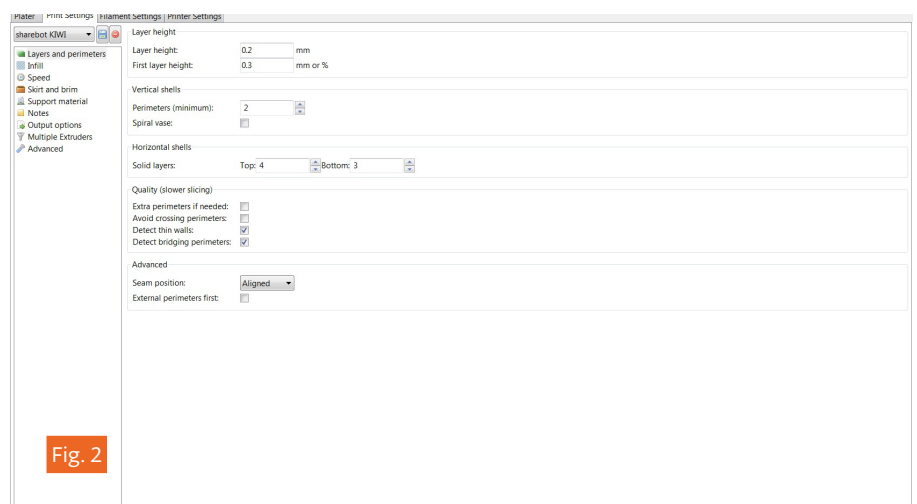 Plater Print Settings Filament Settings Printer Settings
sharebot KIWI
Layers and perimeters
Infill
Speed
Skirt and brim
Support material
Notes
Output options
Multiple Extruders
Advanced
Layer height
Layer height: 0.2 mm
First layer height: 0.3 mm or %
Vertical shells
Perimeters (minimum): 2
Spiral vase:
Horizontal shells
Solid layers: Top: 4 Bottom: 3
Quality (slower slicing)
Extra perimeters if needed:
Avoid crossing perimeters:
Detect thin walls:
Detect bridging perimeters:
Advanced
Seam position: Aligned
External perimeters first:
Fig. 2